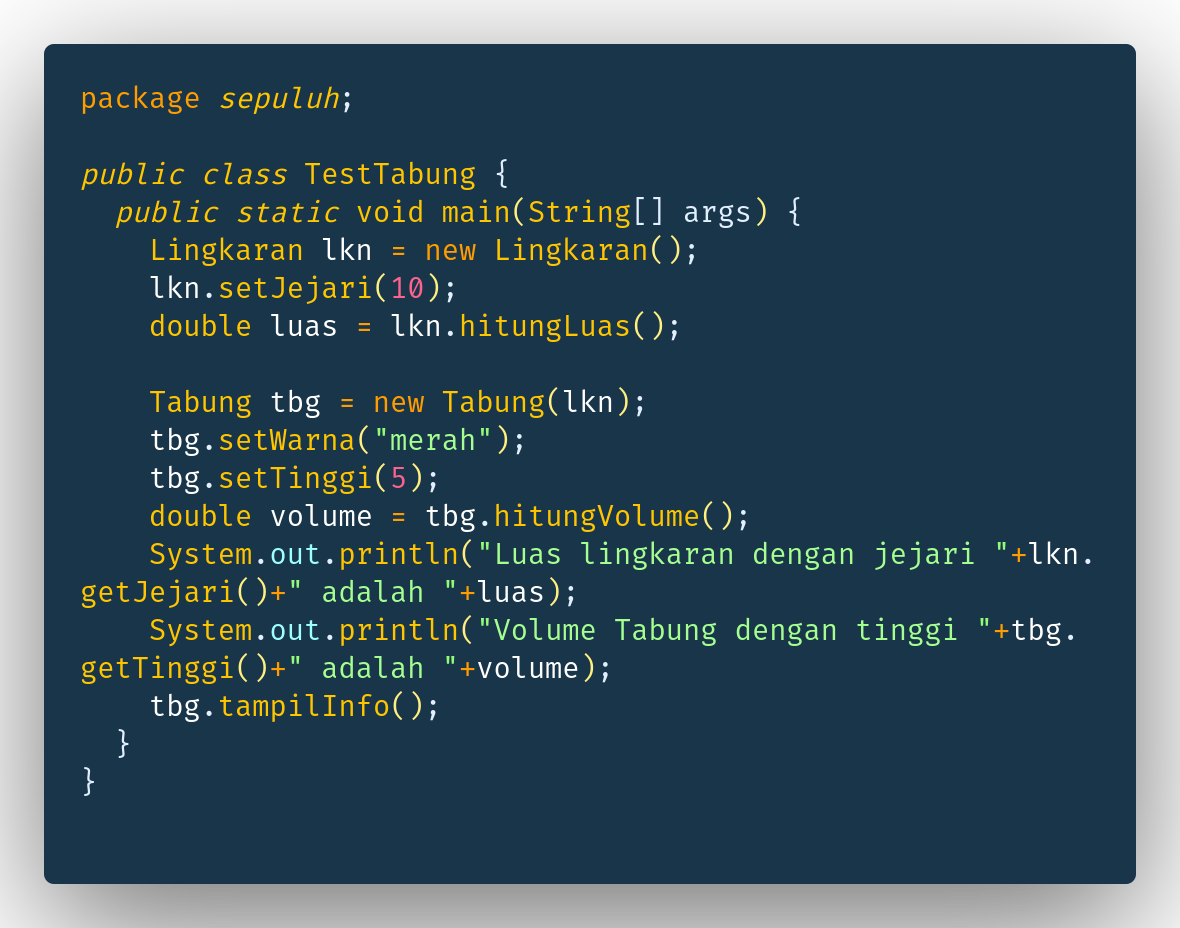 package sepuluh;

public class TestTabung {
  public static void main(String[] args) {
    Lingkaran lkn = new Lingkaran();
    lkn.setJejari(10);
    double luas = lkn.hitungLuas();

    Tabung tbg = new Tabung(lkn);
    tbg.setWarna("merah");
    tbg.setTinggi(5);
    double volume = tbg.hitungVolume();
    System.out.println("Luas lingkaran dengan jejari "+lkn.
getJejari()+" adalah "+luas);
    System.out.println("Volume Tabung dengan tinggi "+tbg.
getTinggi()+" adalah "+volume);
    tbg.tampilInfo();
  }
}